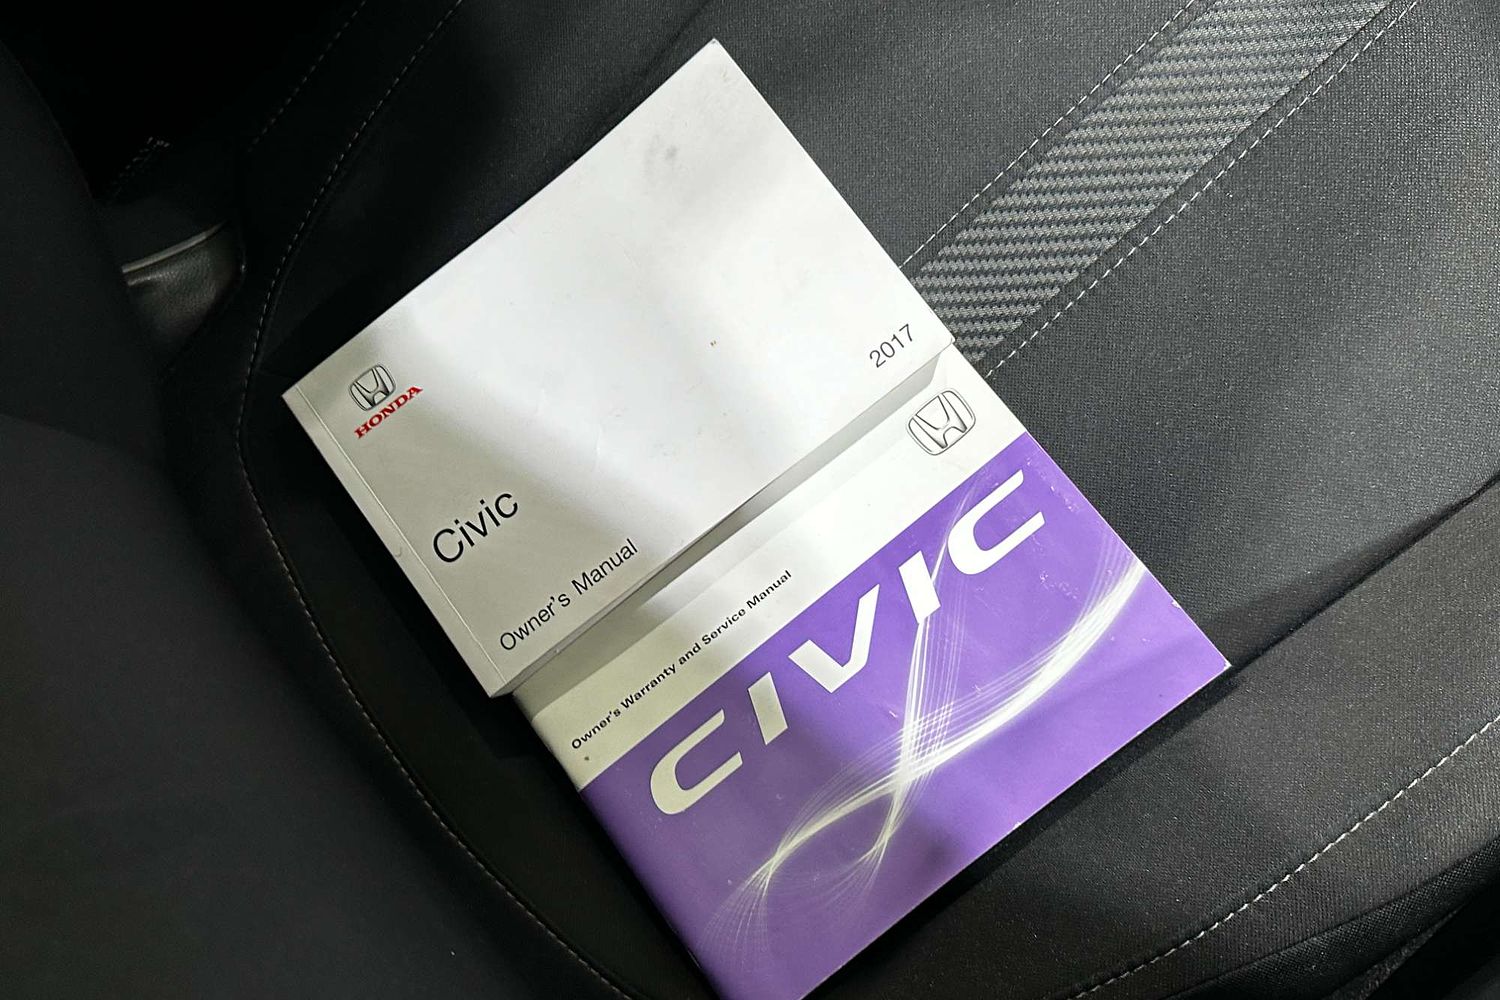 HONDA
Civic
Owner's Manual
2017
Owner's Warranty and Service Manual
CIVIC